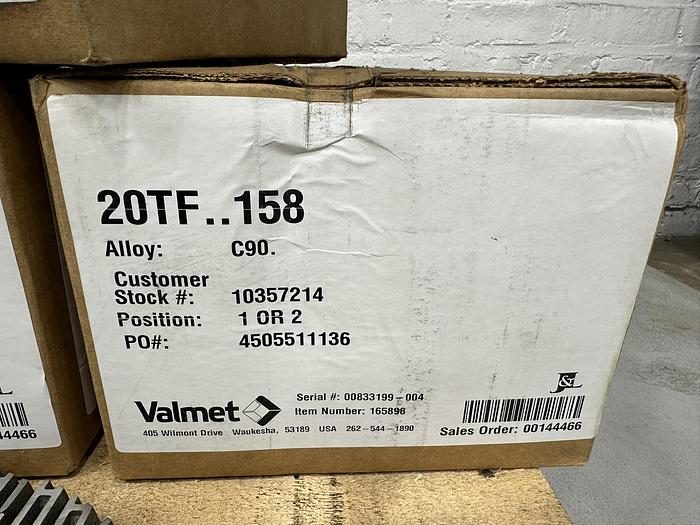 20TF..158
Alloy: C90.
Customer
Stock #: 10357214
Position: 1 OR 2
PO#: 4505511136
Valmet
Serial #: 00833199-004
Item Number: 165896
405 Wilmont Drive Waukesha, 53189 USA 262-544-1890
J&L
Sales Order: 00144466
L
44466